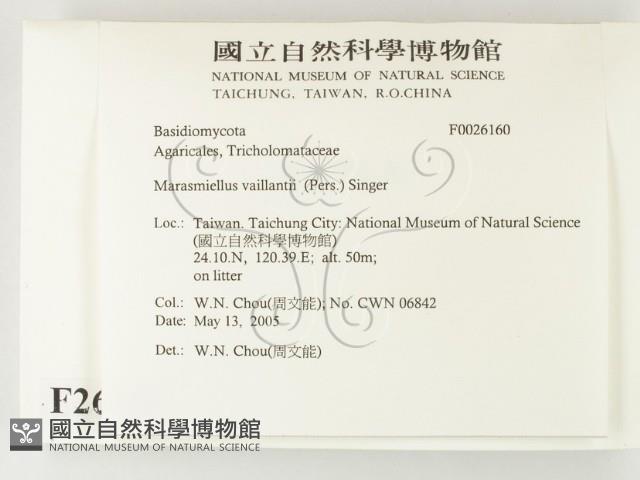 國立自然科學博物館
NATIONAL MUSEUM OF NATURAL SCIENCE
TAICHUNG, TAIWAN, R.O.CHINA
Basidiomycota F0026160
Agaricales, Tricholomataceae
Marasmiellus vaillantii (Pers.) Singer
Loc.: Taiwan. Taichung City: National Museum of Natural Science
(國立自然科學博物館)
24.10.N, 120.39.E; alt. 50m;
on litter
Col.: W.N. Chou(周文能); No. CWN 06842
Date: May 13, 2005
Det.: W.N. Chou(周文能)
F26
國立自然科學博物館
NATIONAL MUSEUM OF NATURAL SCIENCE